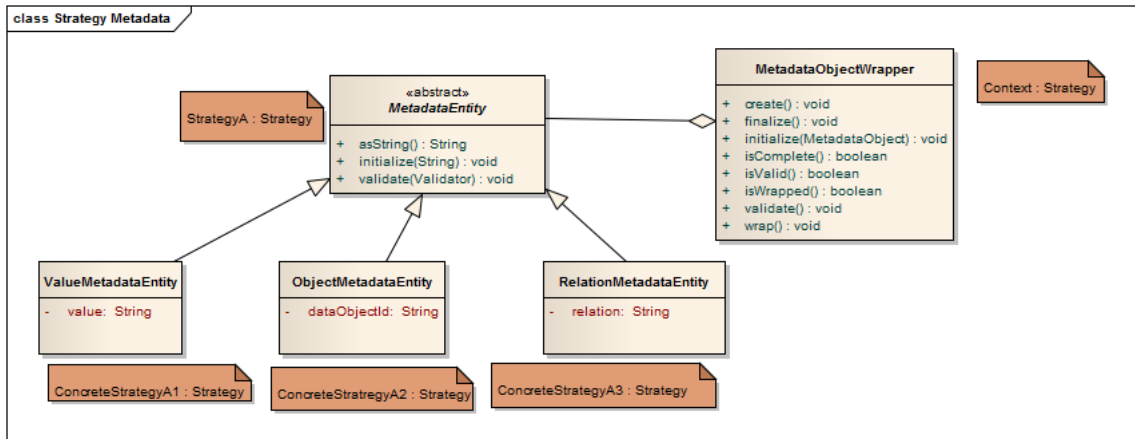 class Strategy Metadata
StrategyA : Strategy
«abstract»
MetadataEntity
+ asString() : String
+ initialize(String) : void
+ validate(Validator) : void
MetadataObjectWrapper
+ create() : void
+ finalize() : void
+ initialize(MetadataObject) : void
+ isComplete() : boolean
+ isValid() : boolean
+ isWrapped() : boolean
+ validate() : void
+ wrap() : void
Context : Strategy
ValueMetadataEntity
- value: String
ObjectMetadataEntity
- dataObjectId: String
RelationMetadataEntity
- relation: String
ConcreteStrategyA1 : Strategy
ConcreteStratregyA2 : Strategy
ConcreteStrategyA3 : Strategy